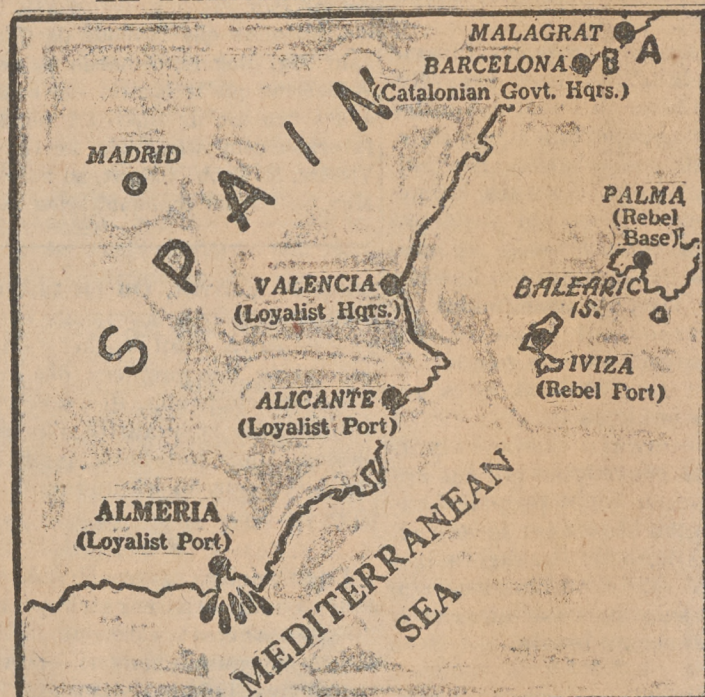 MALAGRAT
A
BARCELONA B
(Catalonian Govt. Hqrs.)
MADRID
SPAIN
PALMA
(Rebel
Base)
VALENCIA
(Loyalist Hqrs.)
BALEARIC
IS.
IVIZA
(Rebel Port)
ALICANTE
(Loyalist Port)
ALMERIA
(Loyalist Port)
MEDITERRANEAN
SEA